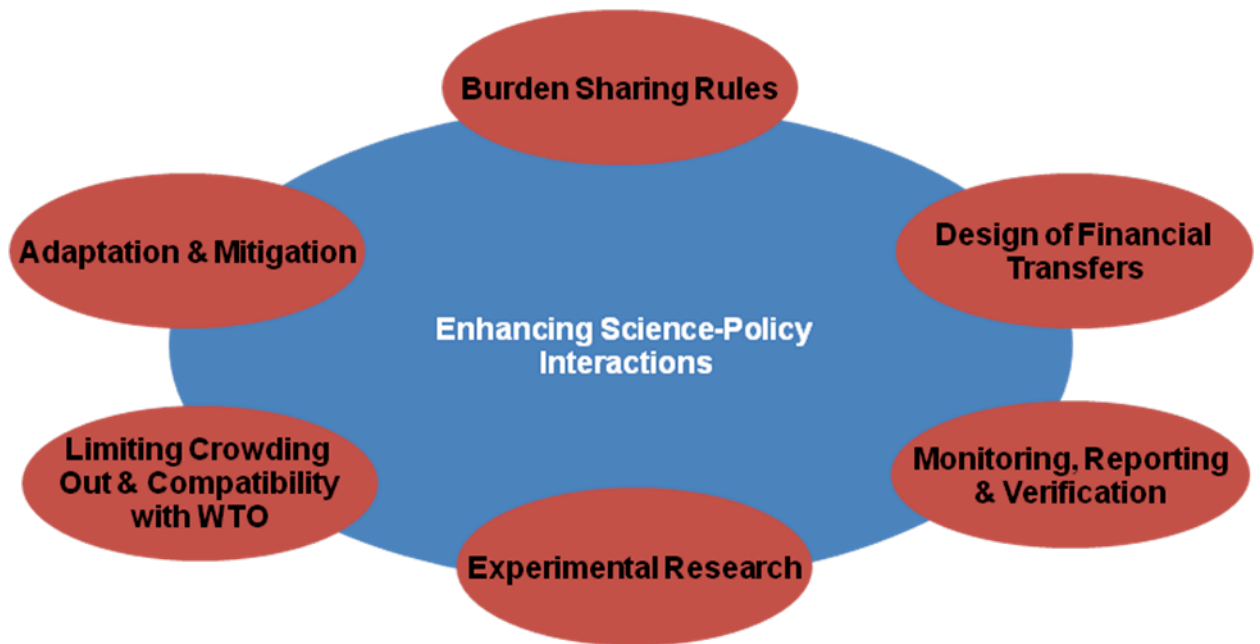 Burden Sharing Rules
Adaptation & Mitigation
Design of Financial
Transfers
Enhancing Science-Policy
Interactions
Limiting Crowding
Out & Compatibility
with WTO
Monitoring, Reporting
& Verification
Experimental Research